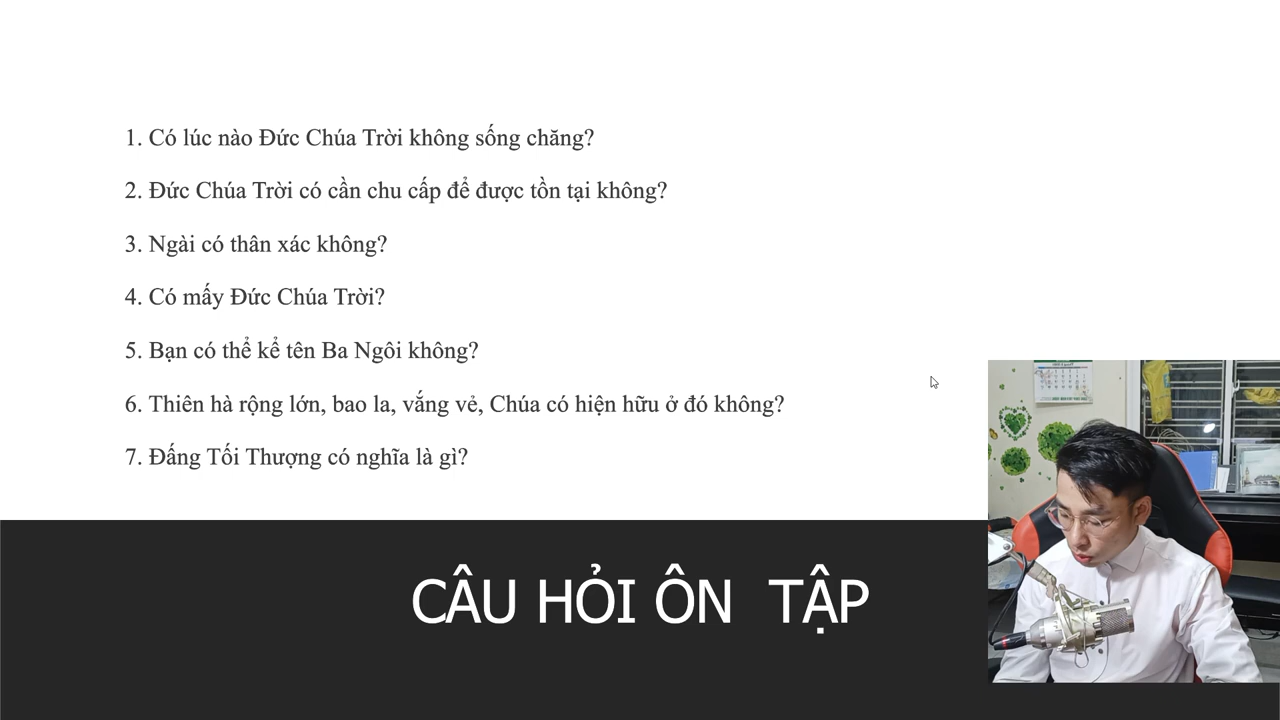 1. Có lúc nào Đức Chúa Trời không sống chăng?
2. Đức Chúa Trời có cần chu cấp để được tồn tại không?
3. Ngài có thân xác không?
4. Có mấy Đức Chúa Trời?
5. Bạn có thể kể tên Ba Ngôi không?
6. Thiên hà rộng lớn, bao la, vắng vẻ, Chúa có hiện hữu ở đó không?
7. Đấng Tối Thượng có nghĩa là gì?
CÂU HỎI ÔN TẬP